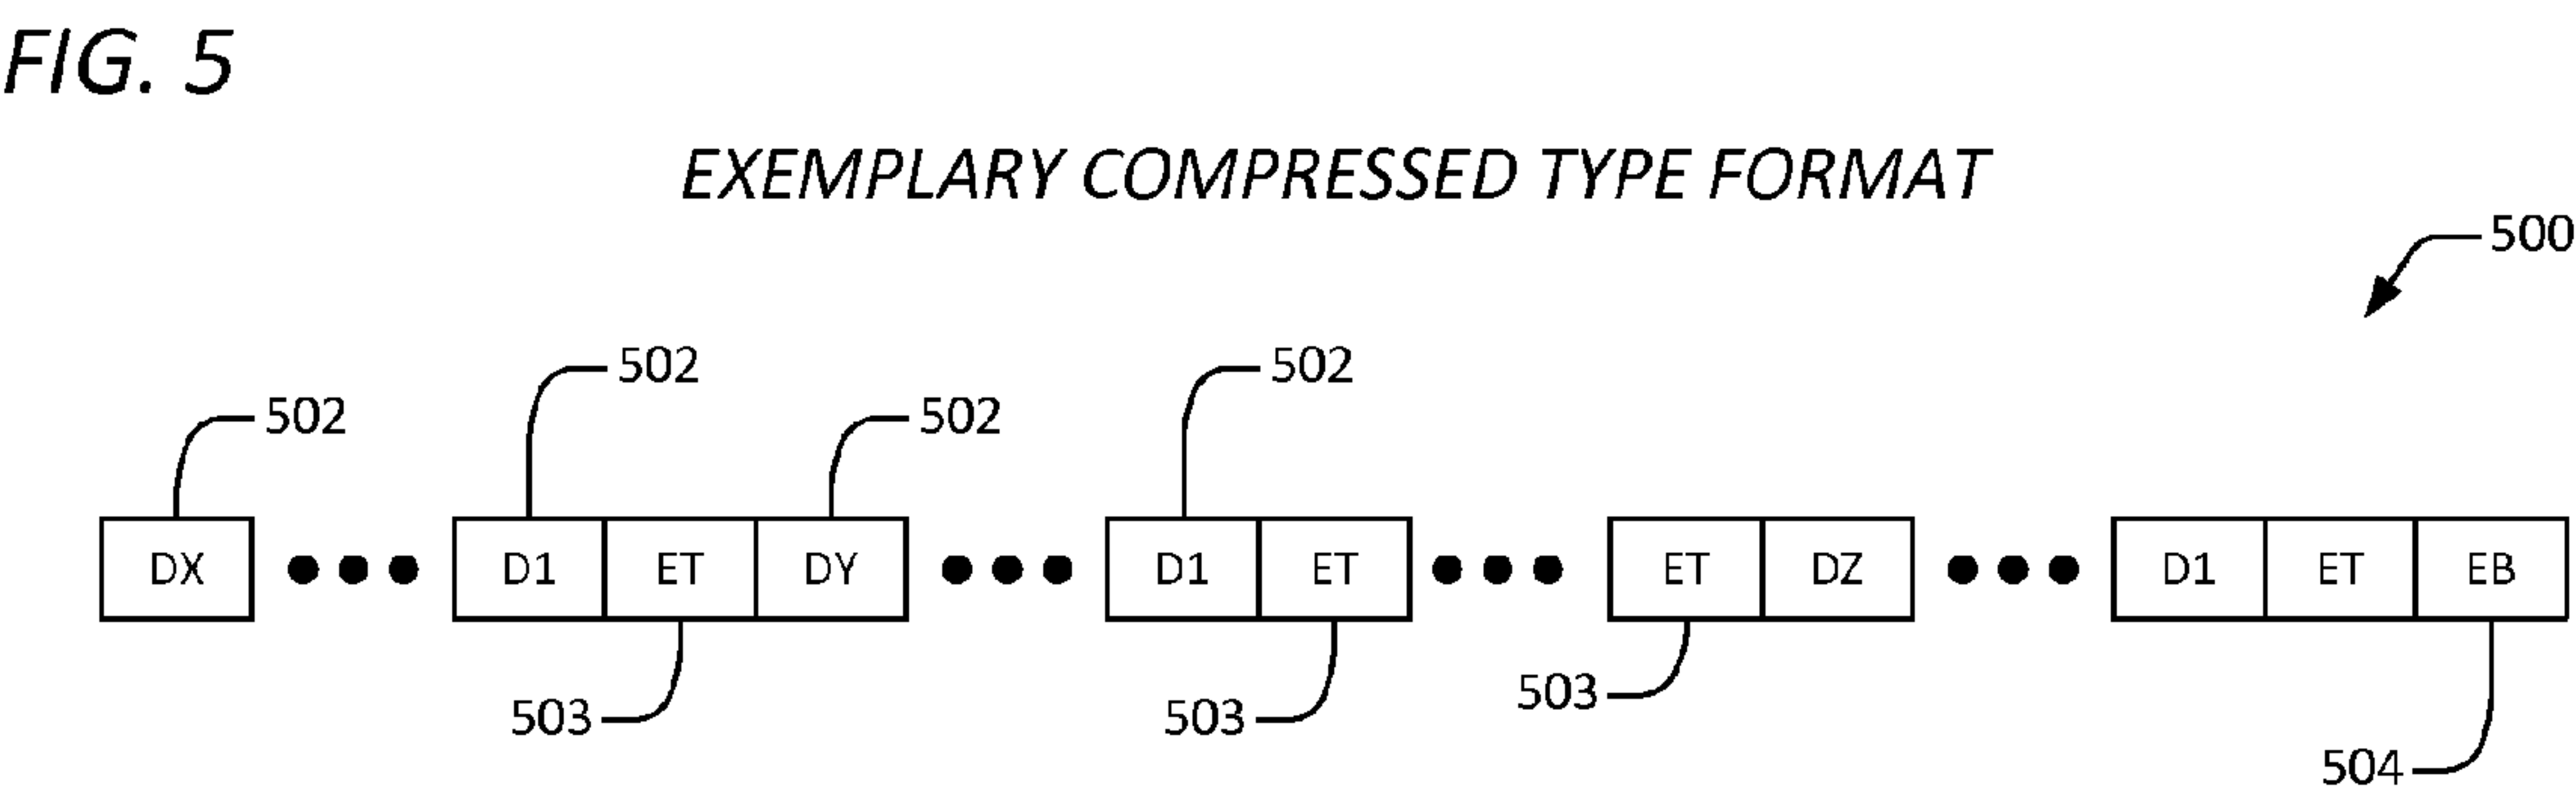 FIG. 5
EXEMPLARY COMPRESSED TYPE FORMAT
500
502 502
502 502
DX D1 ET DY D1 ET ET DZ D1 ET EB
503
503 503
504